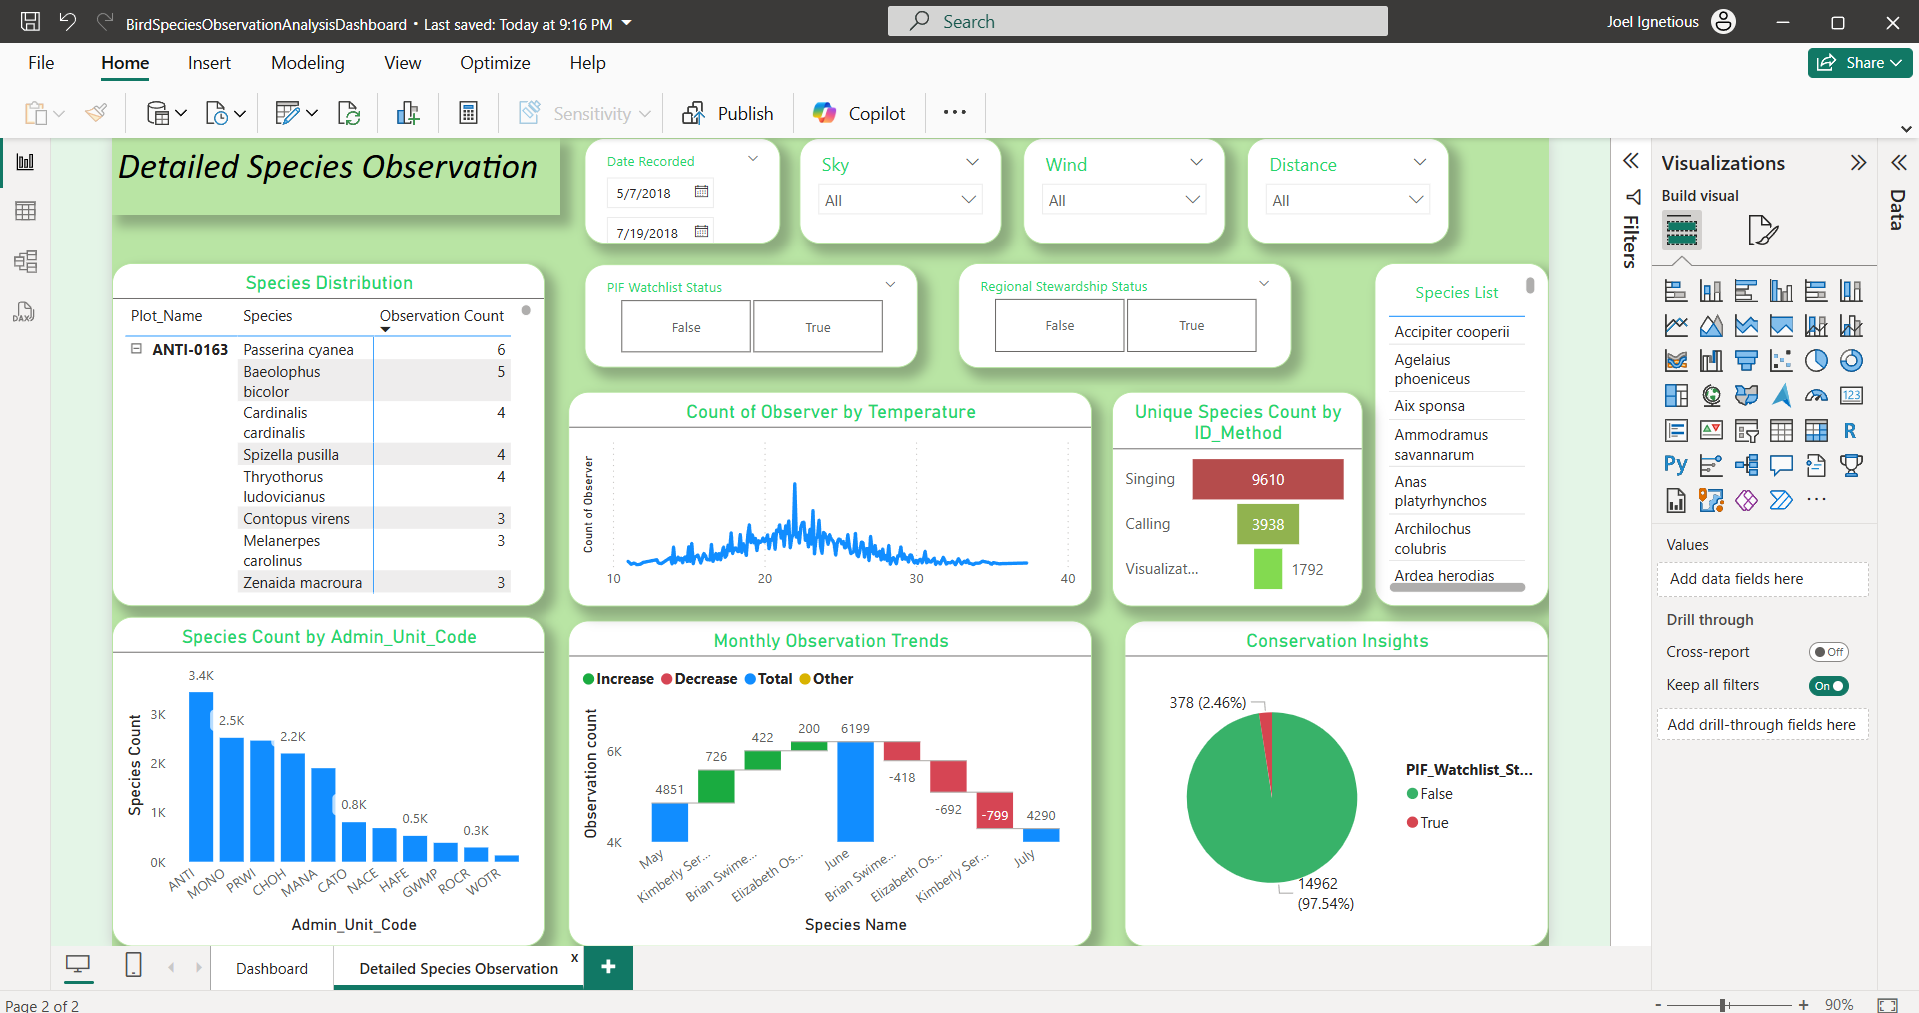 BirdSpeciesObservationAnalysisDashboard • Last saved: Today at 9:16 PM
Search
Joel Ignetious
File Home Insert Modeling View Optimize Help
Share
Sensitivity
Publish
Copilot
Detailed Species Observation
Date Recorded
5/7/2018
7/19/2018
Sky
All
Wind
All
Distance
All
Species Distribution
Plot_Name Species Observation Count
ANTI-0163 Passerina cyanea 6
Baeolophus 5
bicolor
Cardinalis 4
cardinalis
Spizella pusilla 4
Thryothorus 4
ludovicianus
Contopus virens 3
Melanerpes 3
carolinus
Zenaida macroura 3
PIF Watchlist Status
False True
Regional Stewardship Status
False True
Species List
Accipiter cooperii
Agelaius
phoeniceus
Aix sponsa
Ammodramus
savannarum
Anas
platyrhynchos
Archilochus
colubris
Ardea herodias
Count of Observer by Temperature
Count of Observer
10 20 30 40
Unique Species Count by
ID_Method
Singing 9610
Calling 3938
Visualizat... 1792
Species Count by Admin_Unit_Code
Species Count
3K
2K
1K
0K
3.4K
2.5K
2.2K
0.8K
0.5K
0.3K
ANTI MONO PRWI CHOH MANA CATO NACE HAFE GWMP ROCR WOTR
Admin_Unit_Code
Monthly Observation Trends
Increase Decrease Total Other
Observation count
6K
4K
4851 726 422 200 6199 -418 -692 -799 4290
May Kimberly Ser... Brian Swime... Elizabeth Os... June Brian Swime... Elizabeth Os... Kimberly Ser... July
Species Name
Conservation Insights
378 (2.46%)
14962
(97.54%)
PIF_Watchlist_St...
False
True
Filters
Visualizations
Build visual
123
R
Py
Values
Add data fields here
Drill through
Cross-report Off
Keep all filters On
Add drill-through fields here
Data
DAX
Dashboard
Detailed Species Observation x
+
Page 2 of 2
- + 90%